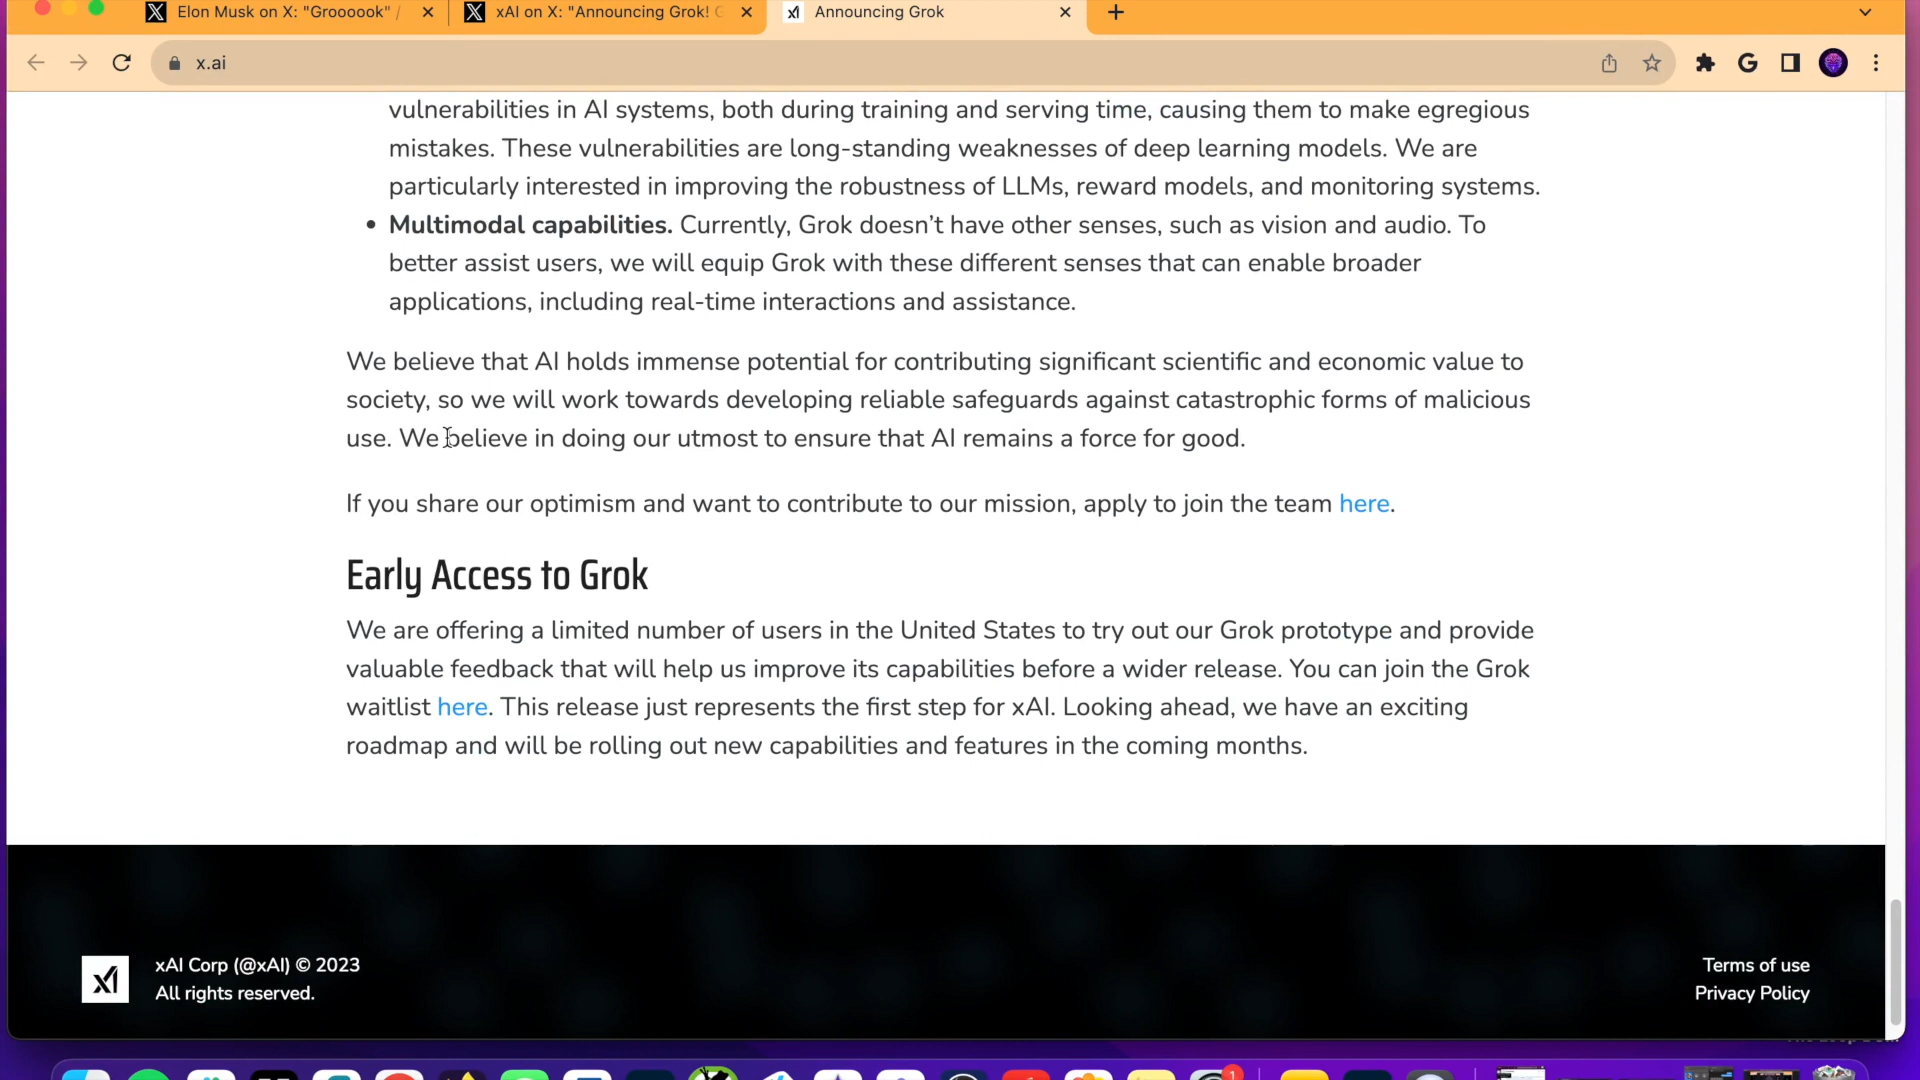 Elon Musk on X: "Groooook" /
xAI on X: "Announcing Grok!
Announcing Grok
x.ai
vulnerabilities in AI systems, both during training and serving time, causing them to make egregious
mistakes. These vulnerabilities are long-standing weaknesses of deep learning models. We are
particularly interested in improving the robustness of LLMs, reward models, and monitoring systems.
• Multimodal capabilities. Currently, Grok doesn’t have other senses, such as vision and audio. To
better assist users, we will equip Grok with these different senses that can enable broader
applications, including real-time interactions and assistance.
We believe that AI holds immense potential for contributing significant scientific and economic value to
society, so we will work towards developing reliable safeguards against catastrophic forms of malicious
use. We believe in doing our utmost to ensure that AI remains a force for good.
If you share our optimism and want to contribute to our mission, apply to join the team here.
Early Access to Grok
We are offering a limited number of users in the United States to try out our Grok prototype and provide
valuable feedback that will help us improve its capabilities before a wider release. You can join the Grok
waitlist here. This release just represents the first step for xAI. Looking ahead, we have an exciting
roadmap and will be rolling out new capabilities and features in the coming months.
xAI Corp (@xAI) © 2023
All rights reserved.
Terms of use
Privacy Policy
1